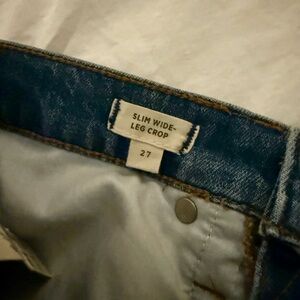 SLIM WIDE-
LEG CROP
27